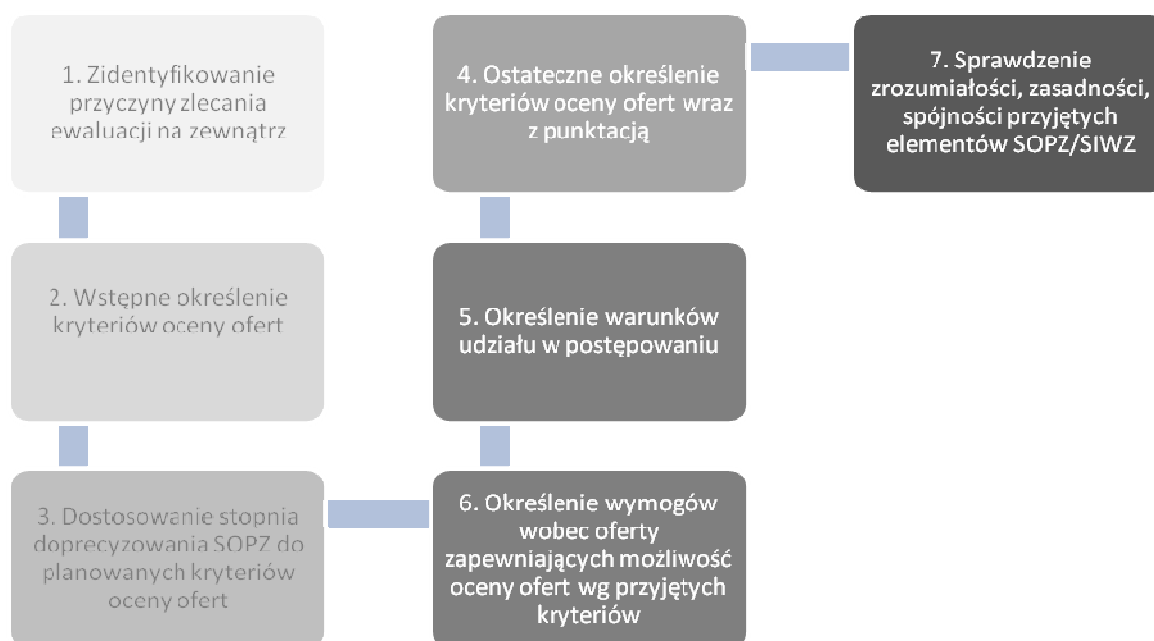 1. Zidentyfikowanie
przyczyny zlecania
ewaluacji na zewnątrz
2. Wstępne określenie
kryteriów oceny ofert
3. Dostosowanie stopnia
doprecyzowania SOPZ do
planowanych kryteriów
oceny ofert
4. Ostateczne określenie
kryteriów oceny ofert wraz
z punktacją
5. Określenie warunków
udziału w postępowaniu
6. Określenie wymogów
wobec oferty
zapewniających możliwość
oceny ofert wg przyjętych
kryteriów
7. Sprawdzenie
zrozumiałości, zasadności,
spójności przyjętych
elementów SOPZ/SIWZ